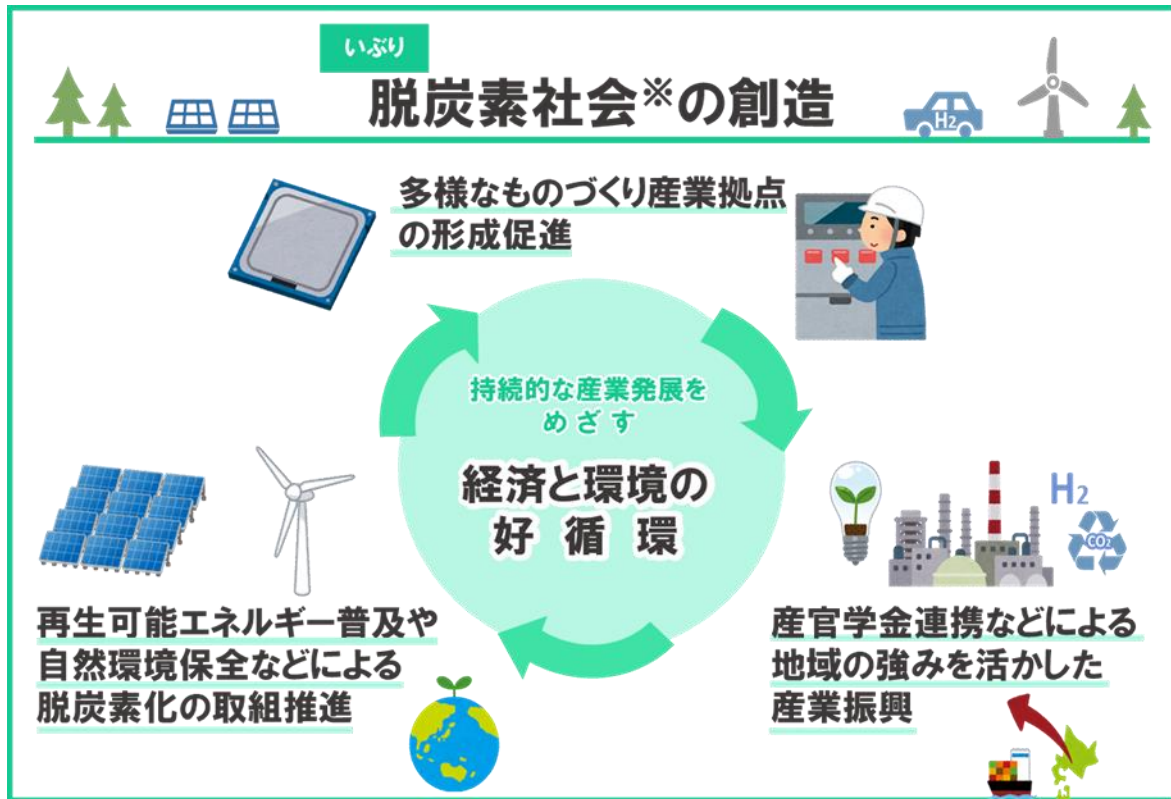 いぶり
脱炭素社会※の創造
H2
多様なものづくり産業拠点
の形成促進
持続的な産業発展を
めざす
経済と環境の
好循環
H2
CO2
再生可能エネルギー普及や
自然環境保全などによる
脱炭素化の取組推進
産官学金連携などによる
地域の強みを活かした
産業振興